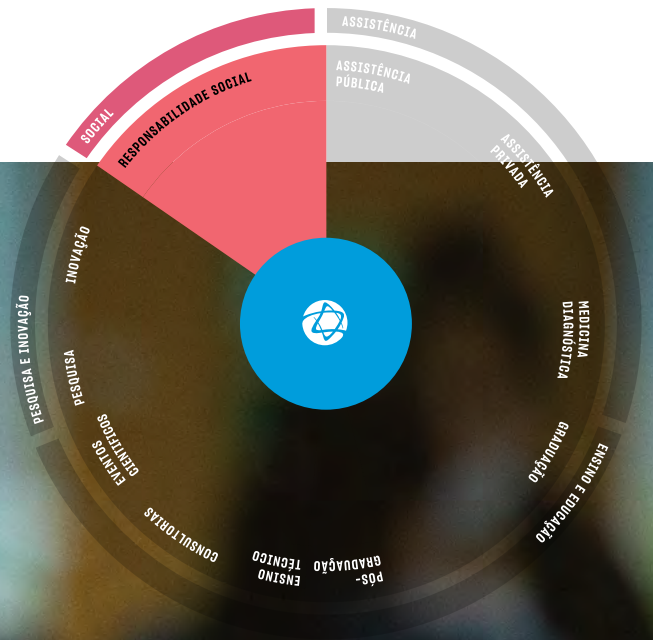 ASSISTÊNCIA
ASSISTÊNCIA
PÚBLICA
ASSISTÊNCIA
PRIVADA
MEDICINA
DIAGNÓSTICA
ENSINO E EDUCAÇÃO
GRADUAÇÃO
PÓS-
GRADUAÇÃO
ENSINO
TÉCNICO
CONSULTORIAS
EVENTOS
CIENTIFICOS
PESQUISA E INOVAÇÃO
PESQUISA
INOVAÇÃO
SOCIAL
RESPONSABILIDADE SOCIAL